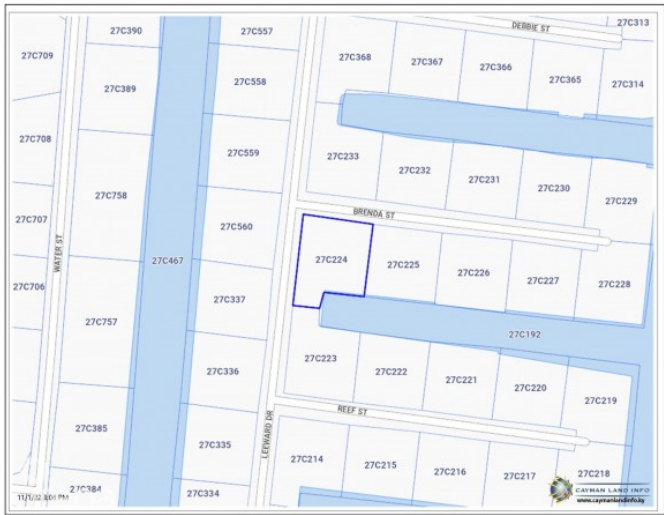 27C390
27C557
DEBBIE ST
27C313
27C709
27C368
27C367
27C366
27C365
27C314
27C389
27C558
27C708
27C559
27C233
27C232
27C231
27C230
27C229
27C758
27C707
WATER ST
27C560
BRENDA ST
27C467
27C224
27C225
27C226
27C227
27C228
27C706
27C337
27C757
27C192
27C223
27C222
27C221
27C220
27C219
27C336
LEEWARD DR
REEF ST
27C385
27C335
27C214
27C215
27C216
27C217
27C218
27C384
27C334
CAYMAN LAND INFO
www.caymanlandinfo.ky